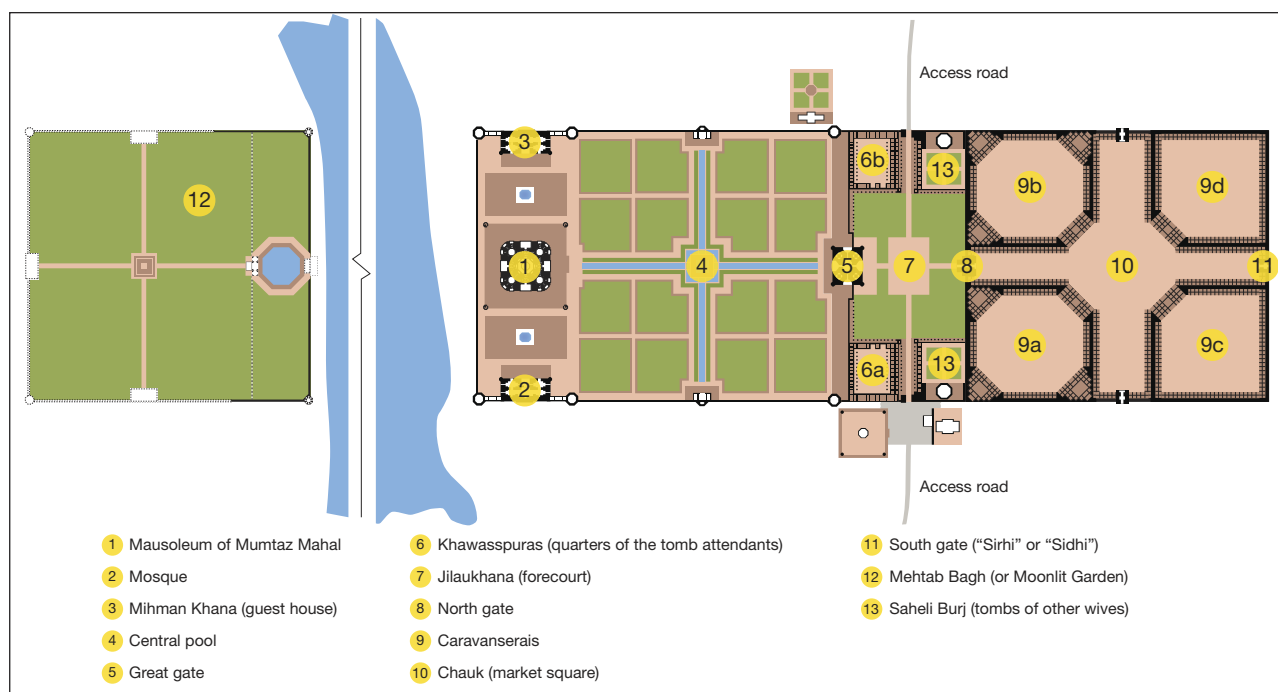 Access road
3
6b
13
12
9b
9d
1
4
5
7
8
10
11
2
6a
13
9a
9c
Access road
1 Mausoleum of Mumtaz Mahal
2 Mosque
3 Mihman Khana (guest house)
4 Central pool
5 Great gate
6 Khawasspuras (quarters of the tomb attendants)
7 Jilaukhana (forecourt)
8 North gate
9 Caravanserais
10 Chauk (market square)
11 South gate (“Sirhi” or “Sidhi”)
12 Mehtab Bagh (or Moonlit Garden)
13 Saheli Burj (tombs of other wives)